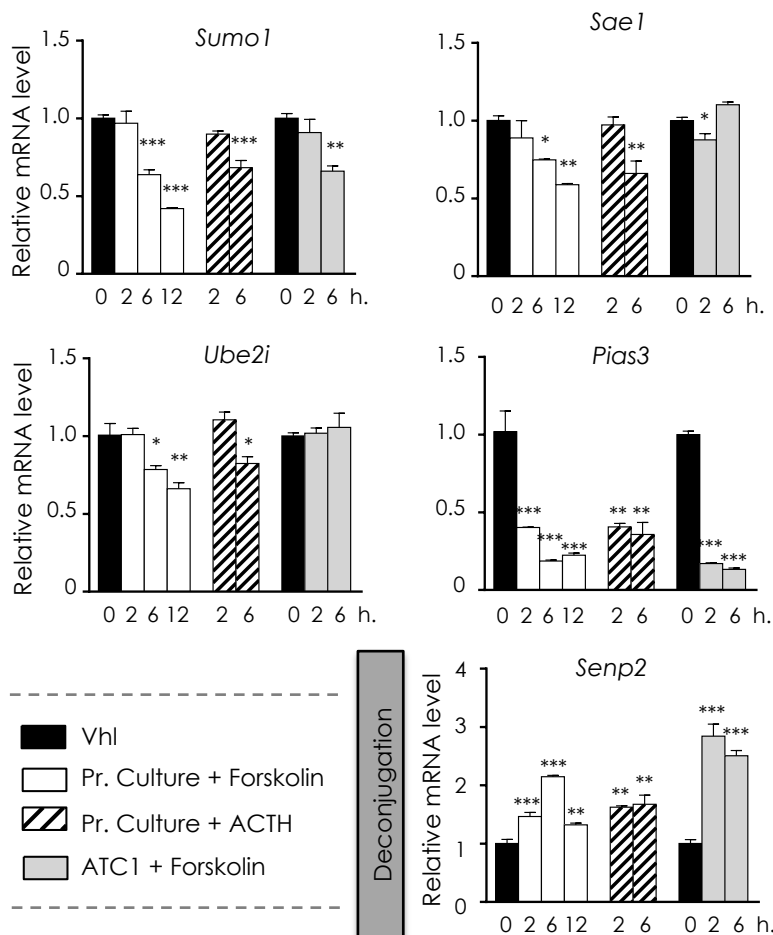 Sumo1
Relative mRNA level
1.5
1.0
0.5
0
*** *** *** **
0 2 6 12 2 6 0 2 6 h.
Sae1
1.5
1.0
0.5
0
* ** ** *
0 2 6 12 2 6 0 2 6 h.
Ube2i
Relative mRNA level
1.5
1.0
0.5
0
* ** *
0 2 6 12 2 6 0 2 6 h.
Pias3
1.5
1.0
0.5
0
*** *** *** ** ** *** ***
0 2 6 12 2 6 0 2 6 h.
Vhl
Pr. Culture + Forskolin
Pr. Culture + ACTH
ATC1 + Forskolin
Deconjugation
Senp2
Relative mRNA level
4
3
2
1
0
*** *** ** ** ** *** ***
0 2 6 12 2 6 0 2 6 h.